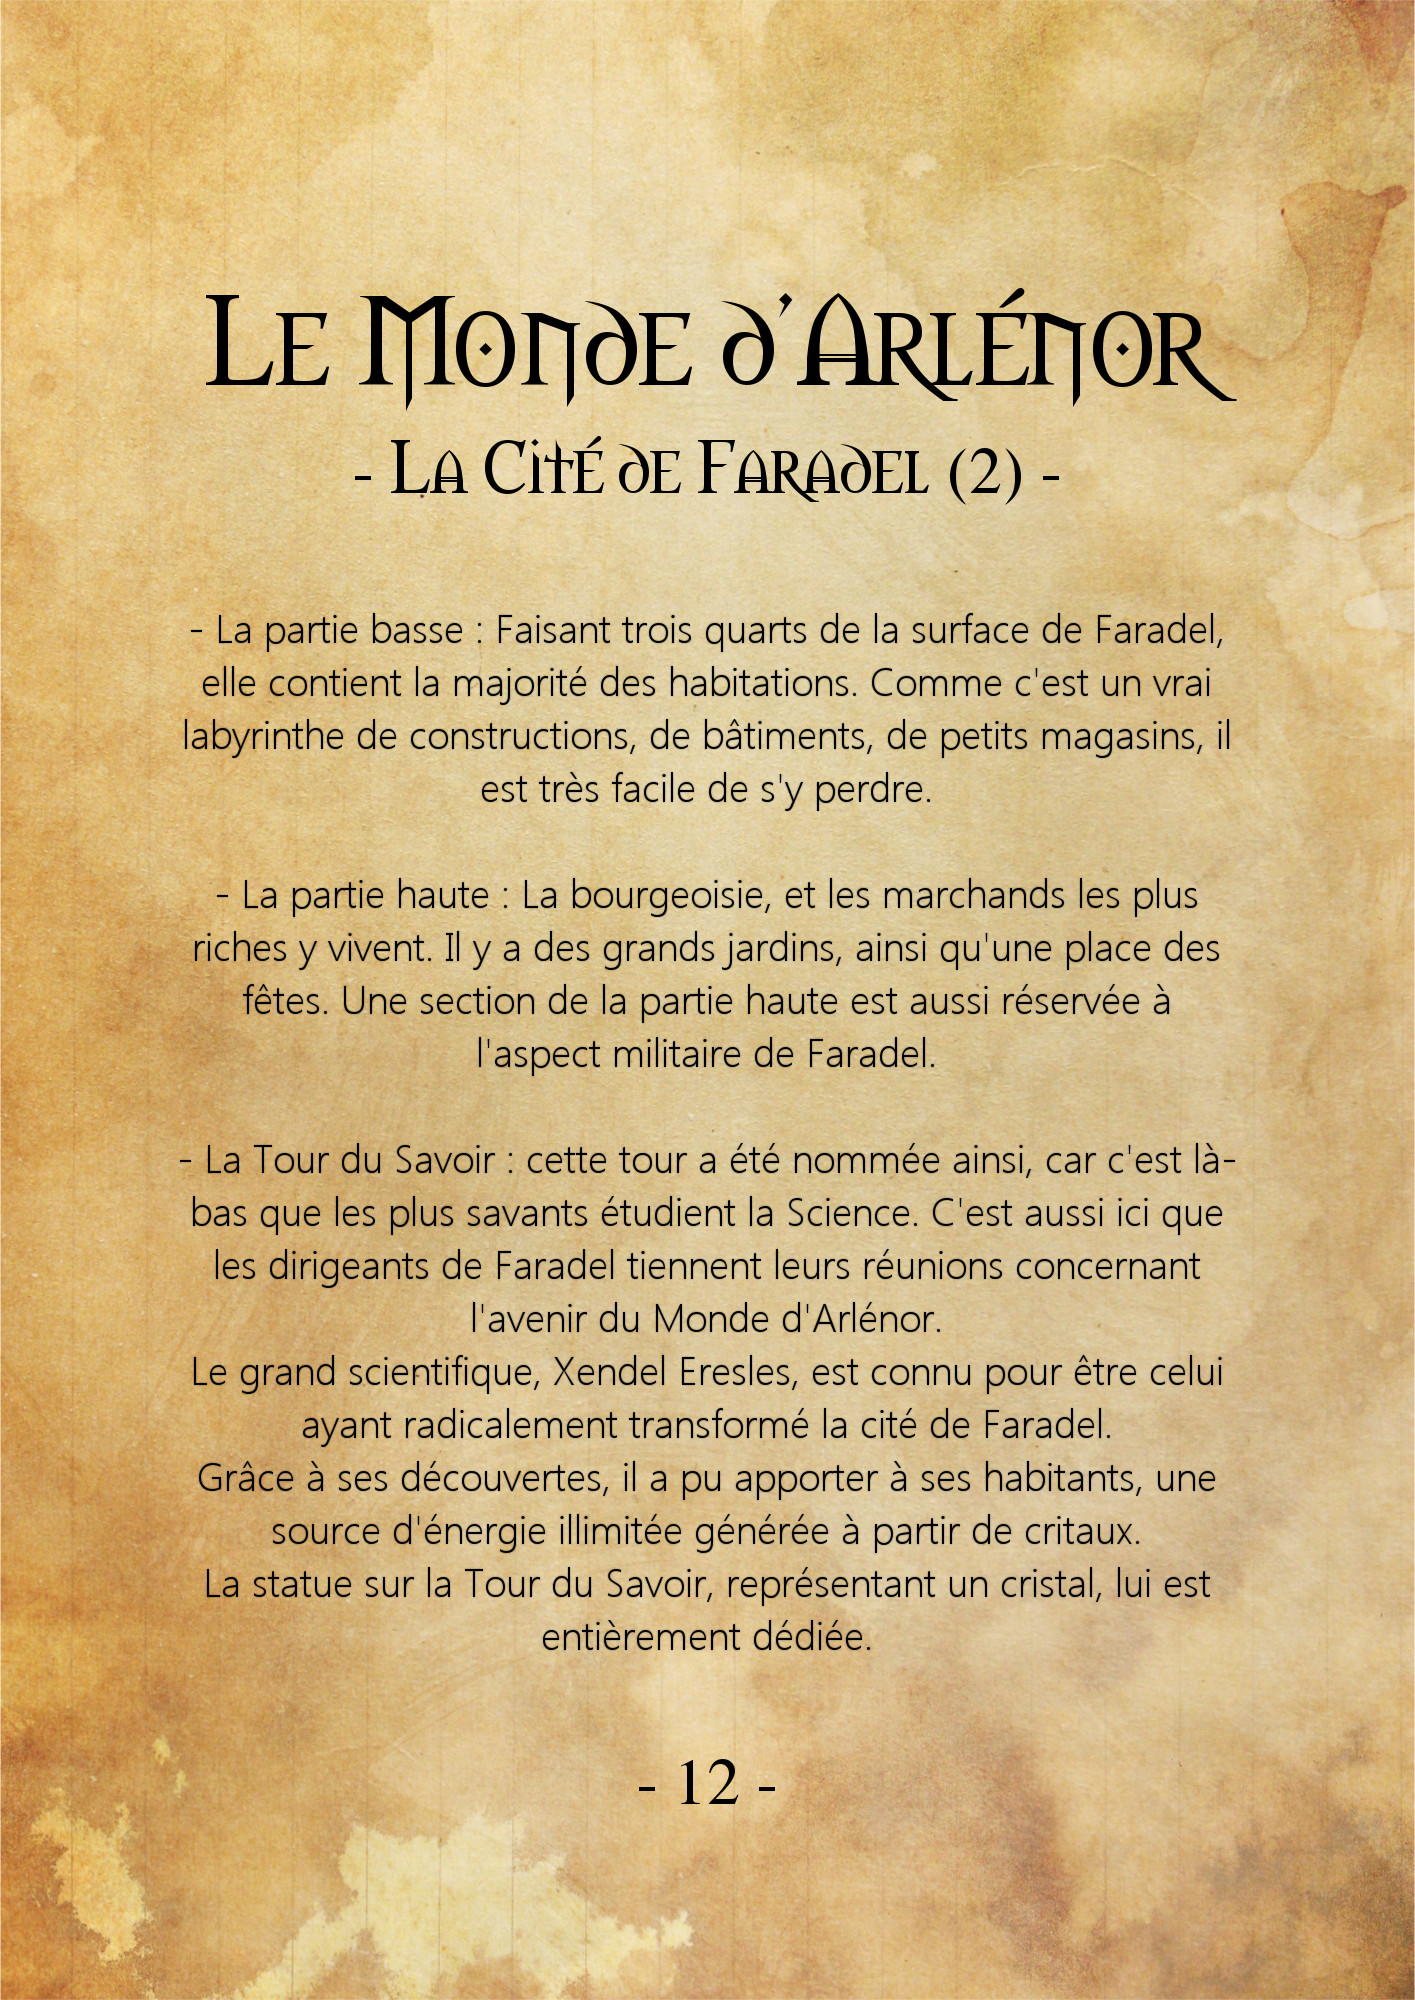 Le Monde d'Arlénor
- La Cité de Faradel (2) -
- La partie basse : Faisant trois quarts de la surface de Faradel,
elle contient la majorité des habitations. Comme c'est un vrai
labyrinthe de constructions, de bâtiments, de petits magasins, il
est très facile de s'y perdre.
- La partie haute : La bourgeoisie, et les marchands les plus
riches y vivent. Il y a des grands jardins, ainsi qu'une place des
fêtes. Une section de la partie haute est aussi réservée à
l'aspect militaire de Faradel.
- La Tour du Savoir : cette tour a été nommée ainsi, car c'est là-
bas que les plus savants étudient la Science. C'est aussi ici que
les dirigeants de Faradel tiennent leurs réunions concernant
l'avenir du Monde d'Arlénor.
Le grand scientifique, Xendel Eresles, est connu pour être celui
ayant radicalement transformé la cité de Faradel.
Grâce à ses découvertes, il a pu apporter à ses habitants, une
source d'énergie illimitée générée à partir de critaux.
La statue sur la Tour du Savoir, représentant un cristal, lui est
entièrement dédiée.
- 12 -